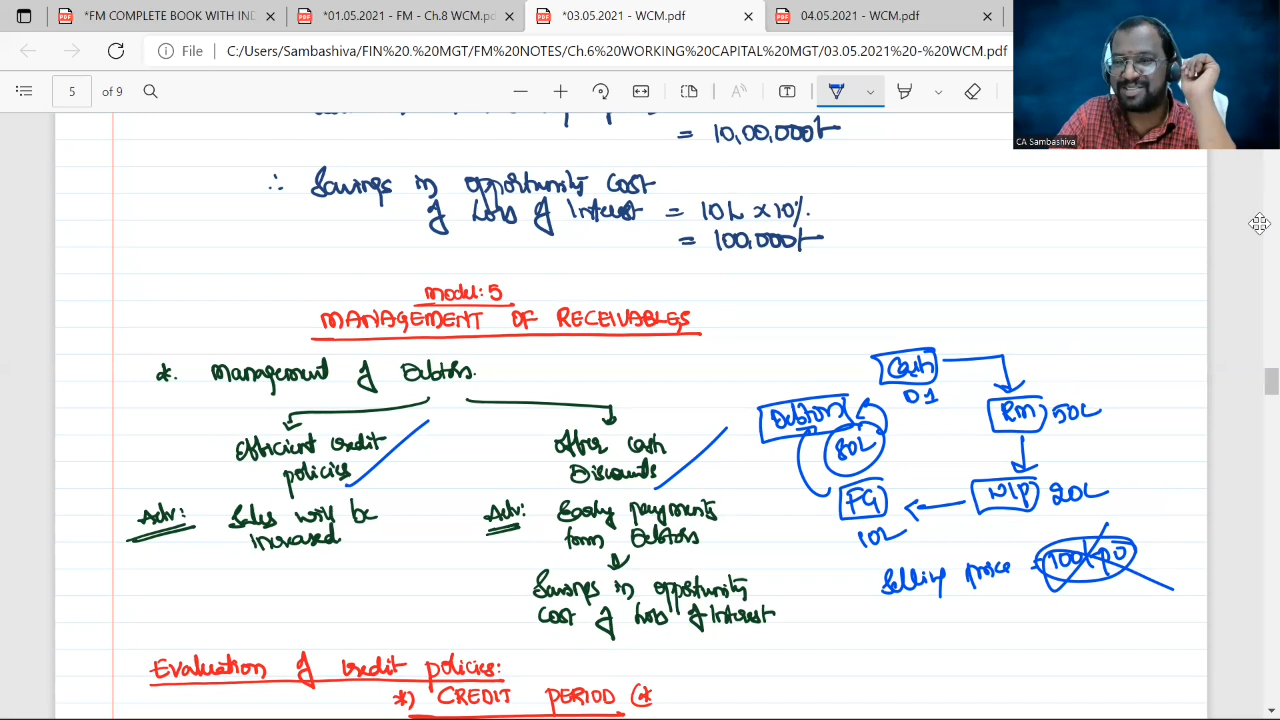 *FM COMPLETE BOOK WITH IND
*01.05.2021 - FM - Ch.8 WCM.pdf
*03.05.2021 - WCM.pdf
04.05.2021 - WCM.pdf
File C:/Users/Sambashiva/FIN%20.%20MGT/FM%20NOTES/Ch.6%20WORKING%20CAPITAL%20MGT/03.05.2021%20-%20WCM.pdf
5 of 9
CA Sambashiva
= 10,00,000/-
∴ Savings in opportunity cost
of Loss of Interest = 10L x 10%.
= 100,000/-
Model: 5
MANAGEMENT OF RECEIVABLES
*. Management of Debtors.
Efficient credit
policies
Adv: Sales will be
increased
Offer cash
Discounts
Adv: Early payments
form Debtors
Savings in opportunity
cost of Loss of Interest
Cash
01
RM 50L
WIP 20L
FG
10L
Debtors
80L
Selling price
Evaluation of credit policies:
*) CREDIT PERIOD (*